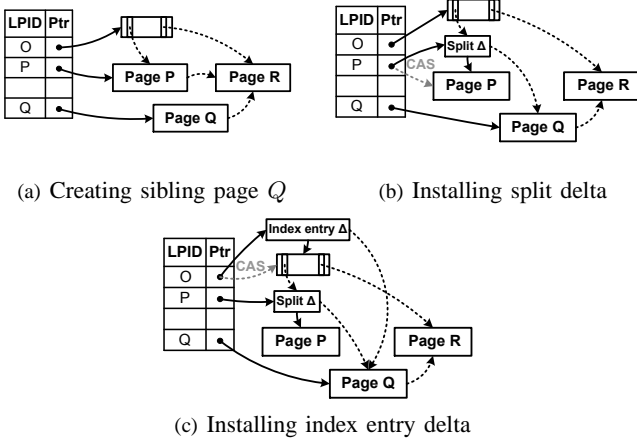 LPID Ptr
O
P
Page P
Page R
Q
Page Q
(a) Creating sibling page Q
LPID Ptr
O
Split Δ
P
CAS
Page P
Page R
Q
Page Q
(b) Installing split delta
Index entry Δ
LPID Ptr
CAS
O
P
Split Δ
Page P
Page R
Q
Page Q
(c) Installing index entry delta